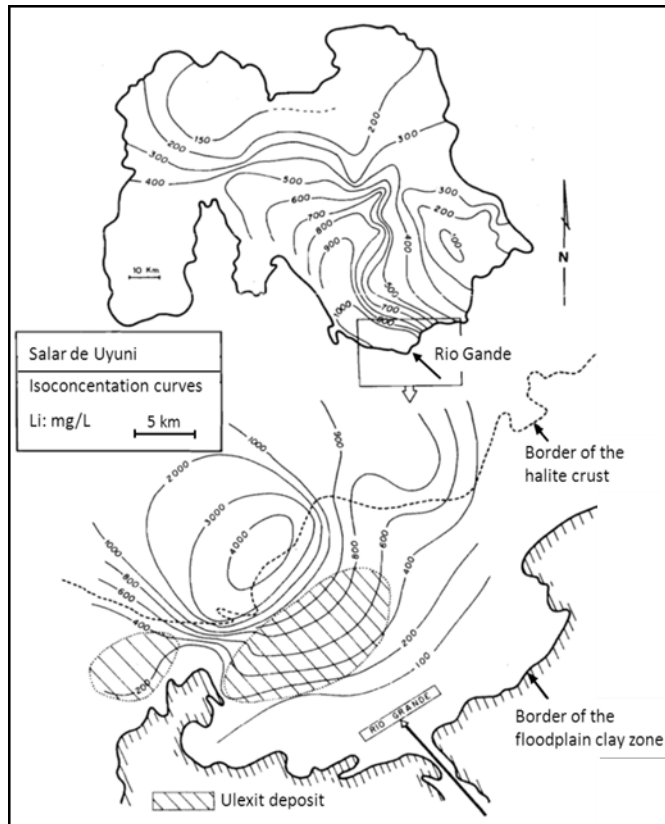 200
150
200
300
400
300
500
600
700
800
900
1000
300
200
100
400
500
700
800
10 Km
N
Rio Gande
Salar de Uyuni
Isoconcentation curves
Li: mg/L
5 km
Border of the
halite crust
1000
900
2000
3000
4000
1000
800
600
400
200
800
600
400
200
100
RIO GRANDE
Border of the
floodplain clay zone
Ulexit deposit